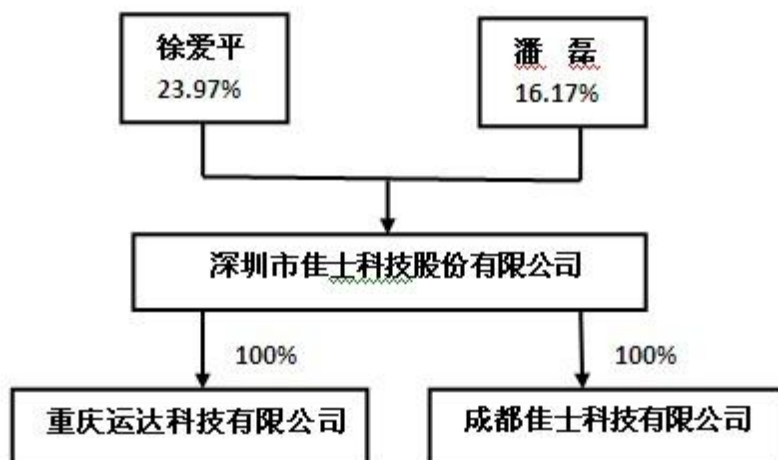 徐爱平
23.97%
潘 磊
16.17%
深圳市佳士科技股份有限公司
100%
100%
重庆运达科技有限公司
成都佳士科技有限公司